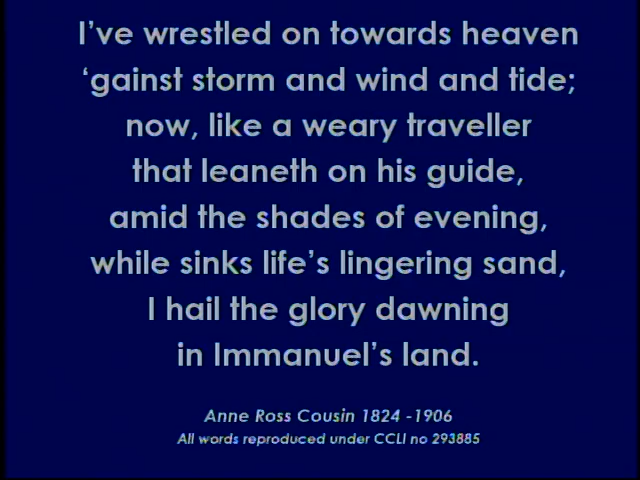 I’ve wrestled on towards heaven
‘gainst storm and wind and tide;
now, like a weary traveller
that leaneth on his guide,
amid the shades of evening,
while sinks life’s lingering sand,
I hail the glory dawning
in Immanuel’s land.
Anne Ross Cousin 1824 -1906
All words reproduced under CCLI no 293885